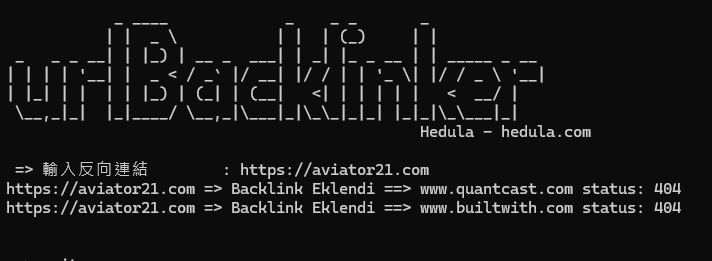 urlBacklinker
Hedula - hedula.com
=> 輸入反向連結 : https://aviator21.com
https://aviator21.com => Backlink Eklendi ==> www.quantcast.com status: 404
https://aviator21.com => Backlink Eklendi ==> www.builtwith.com status: 404